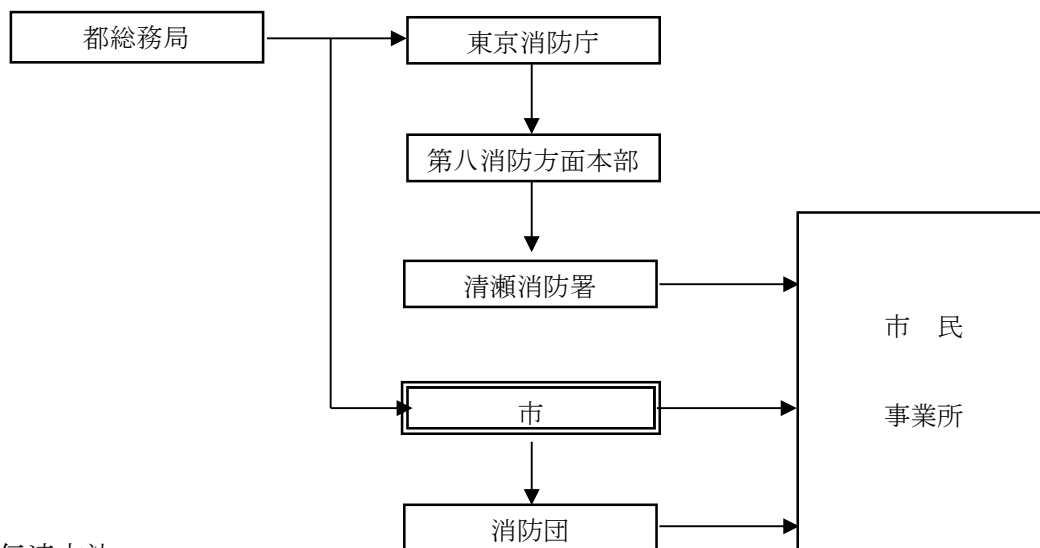 都総務局
東京消防庁
第八消防方面本部
清瀬消防署
市 民
事業所
市
消防団